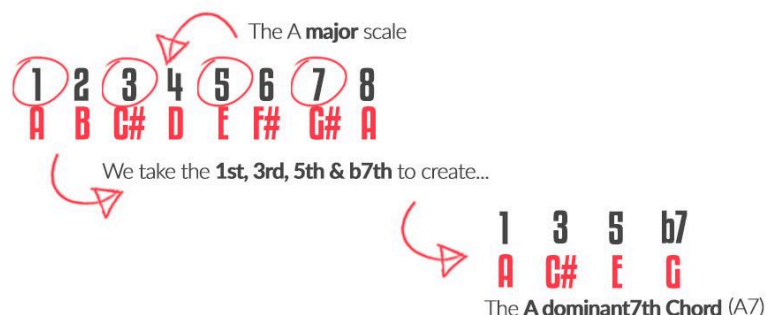 The A major scale
1 2 3 4 5 6 7 8
A B C# D E F# G# A
We take the 1st, 3rd, 5th & b7th to create...
1 3 5 b7
A C# E G
The A dominant7th Chord (A7)